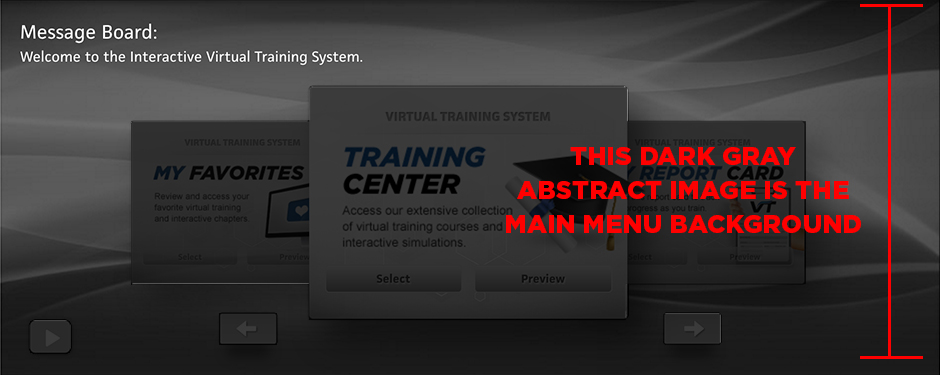 Message Board:
Welcome to the Interactive Virtual Training System.
VIRTUAL TRAINING SYSTEM
VIRTUAL TRAINING SYSTEM
MY FAVORITES
Review and access your
favorite virtual training
and interactive chapters.
Select
Preview
TRAINING
CENTER
Access our extensive collection
of virtual training courses and
interactive simulations.
Select
Preview
VIRTUAL TRAINING SYSTEM
REPORT CARD
as you train
VT
Select
Preview
THIS DARK GRAY
ABSTRACT IMAGE IS THE
MAIN MENU BACKGROUND